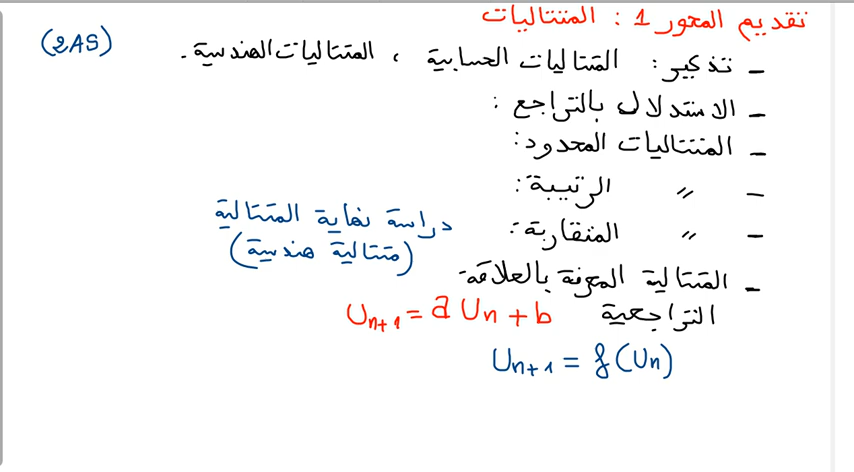 تقديم المحور 1 : المتتاليات
(2AS)
- تذكير : المتتاليات الحسابية ، المتتاليات الهندسية .
- الاستدلال بالتراجع :
- المتتاليات المحدود :
- " الرتيبة :
- " المتقاربة :
دراسة نهاية المتتالية
(متتالية هندسية)
- المتتالية المعرفة بالعلاقة
التراجعية Un+1 = a Un + b
Un+1 = f(Un)